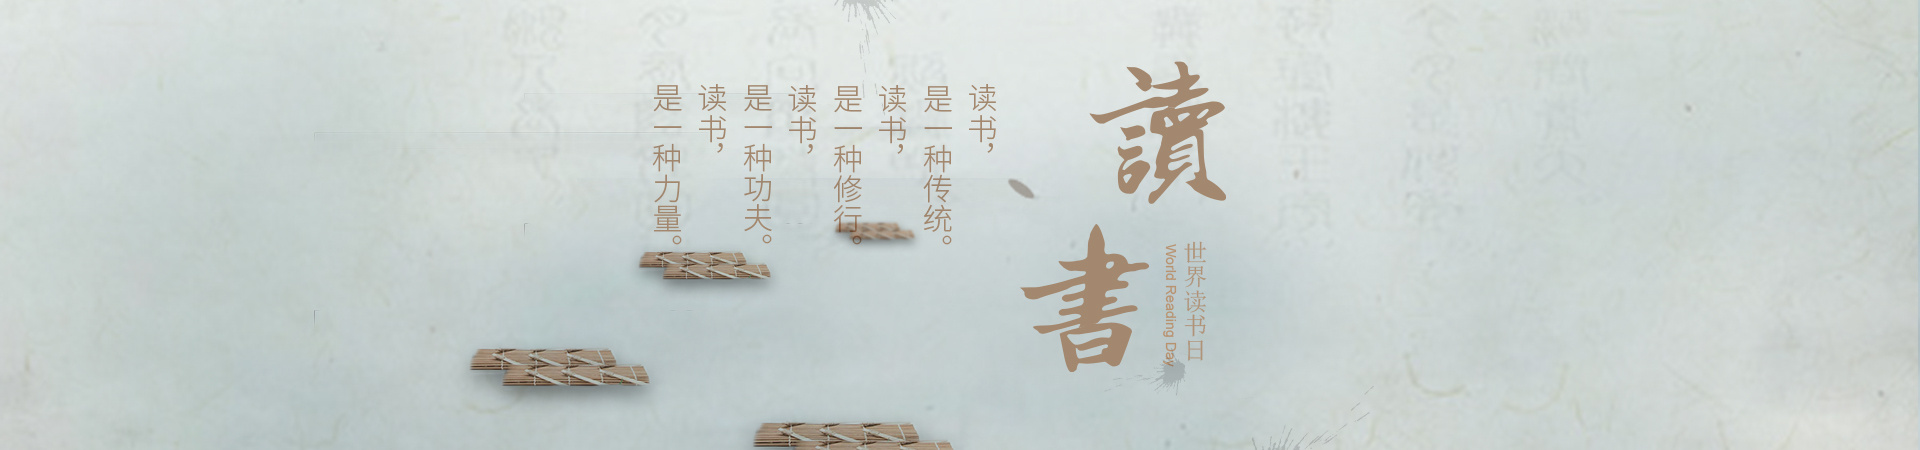 讀
書
世界读书日
World Reading Day
读书，
是一种传统。
读书，
是一种修行。
读书，
是一种功夫。
读书，
是一种力量。